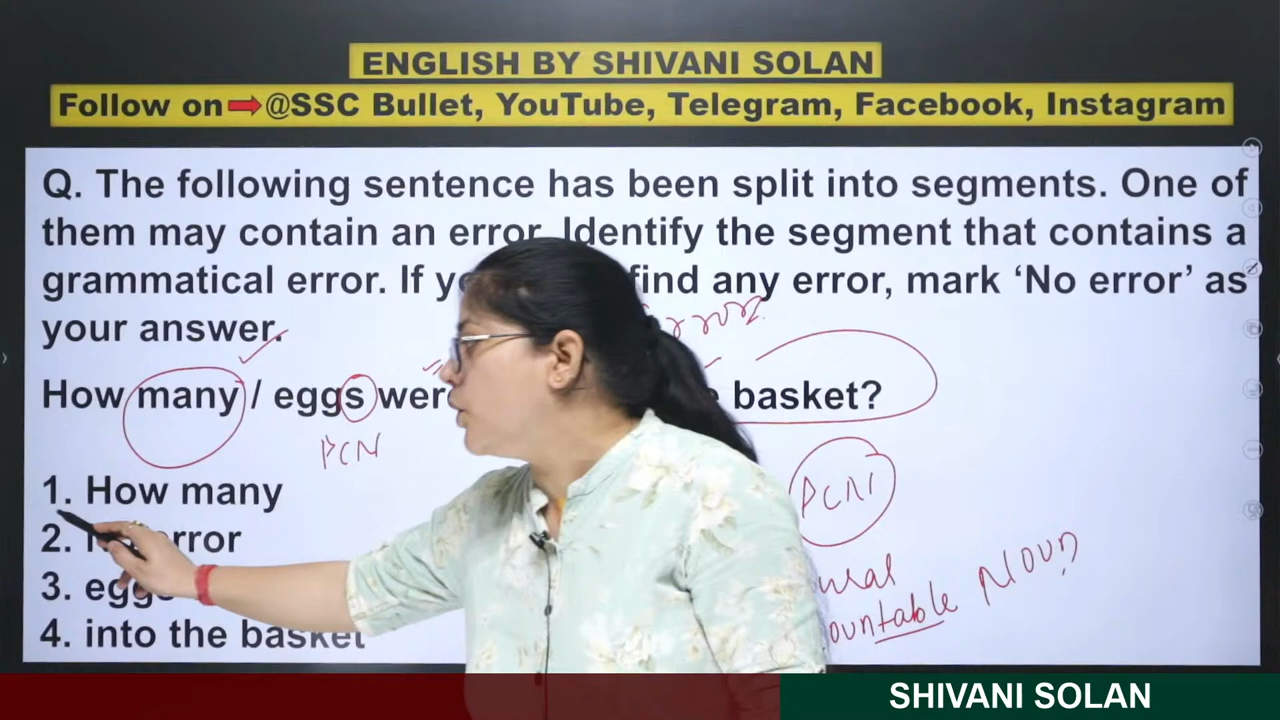 ENGLISH BY SHIVANI SOLAN
Follow on @SSC Bullet, YouTube, Telegram, Facebook, Instagram
Q. The following sentence has been split into segments. One of
them may contain an error. Identify the segment that contains a
grammatical error. If find any error, mark ‘No error’ as
your answer.
How many / eggs were basket?
PCN
1. How many
2. error
3. eggs
4. into the basket
PCN
ountable Noun
SHIVANI SOLAN